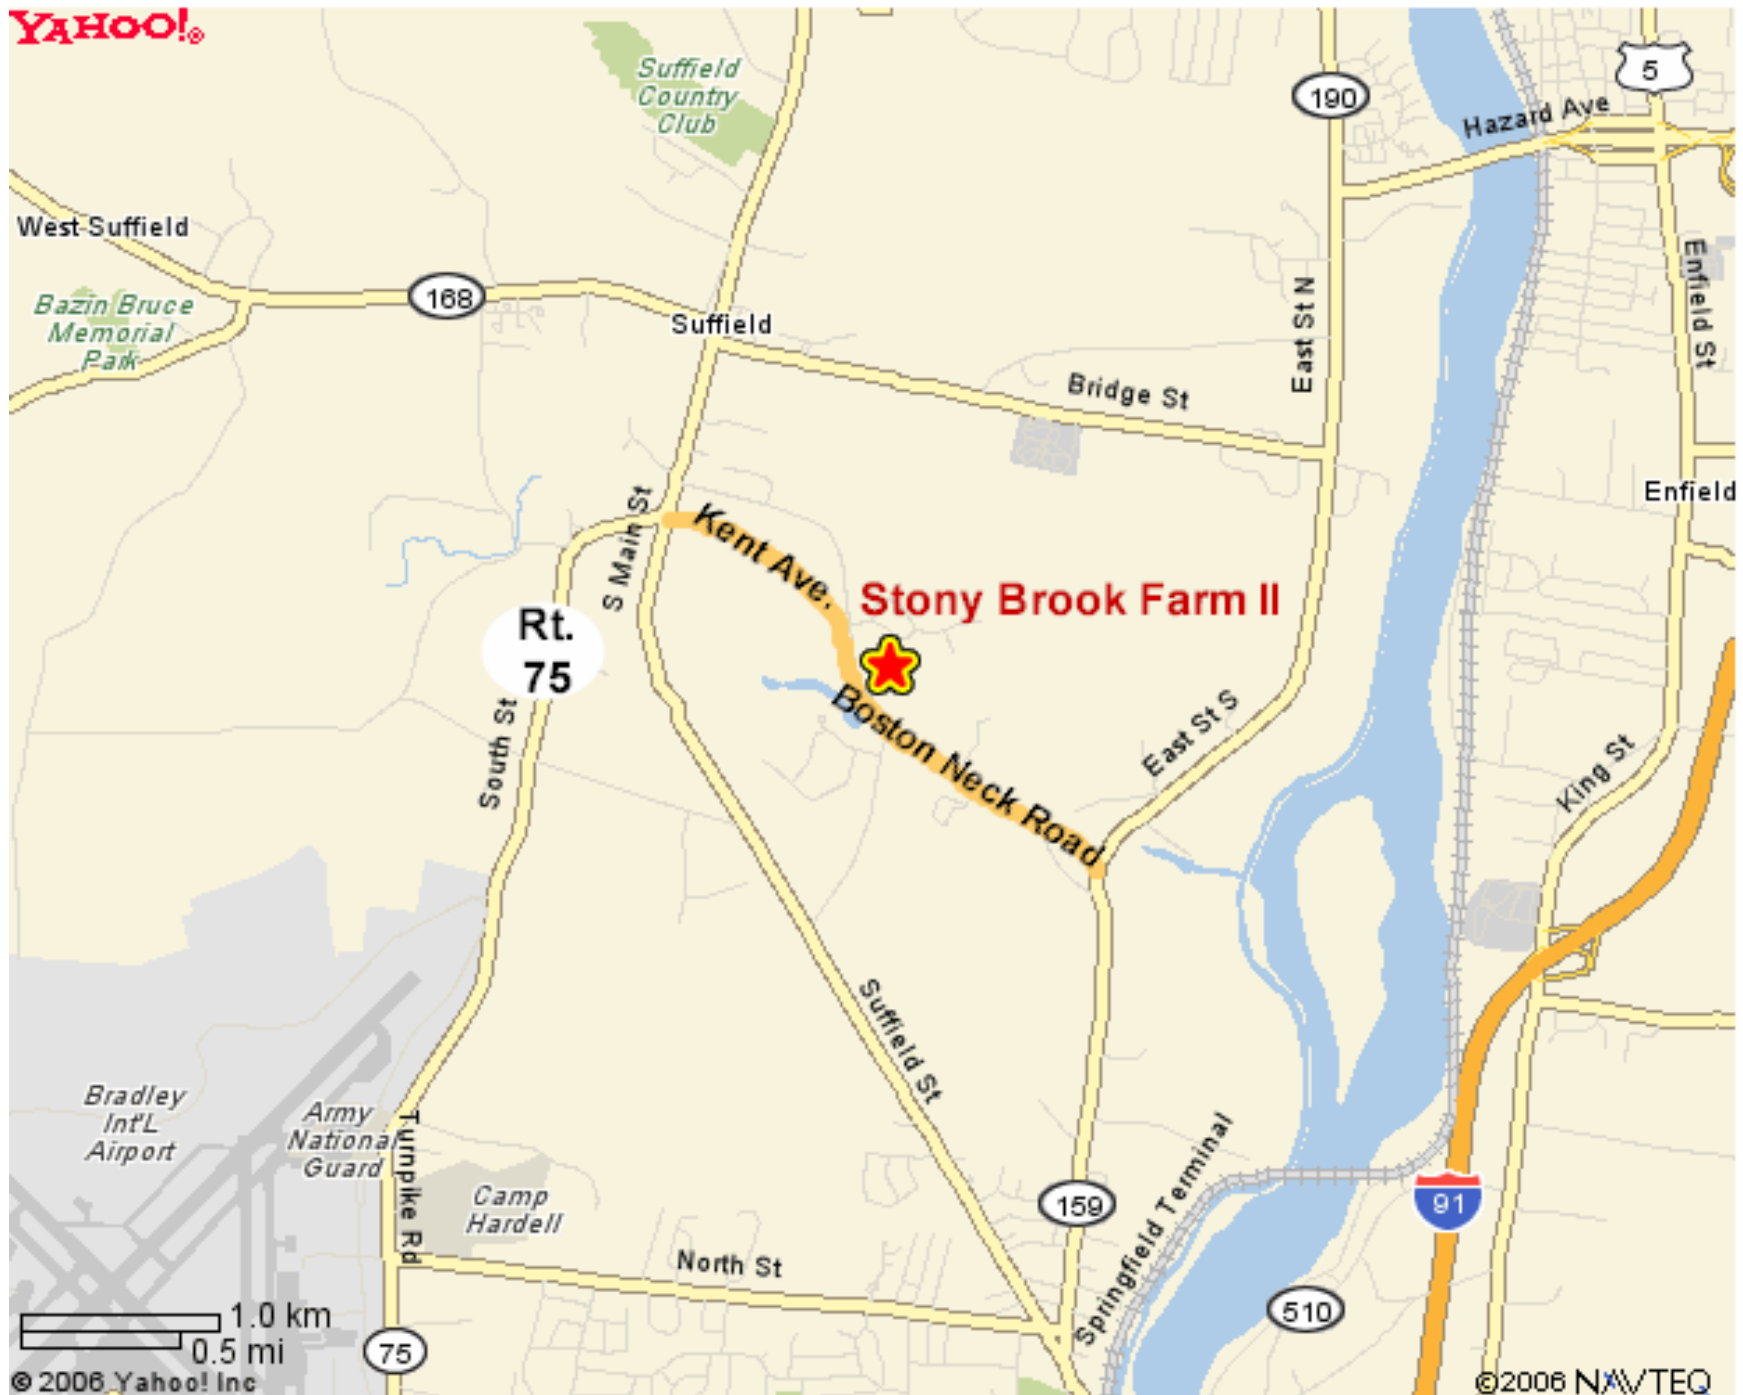 YAHOO!®
5
Suffield
Country
Club
190
Hazard Ave
West Suffield
Enfield St
168
East St N
Bazin Bruce
Memorial
Park
Suffield
Bridge St
Enfield
S Main St
Kent Ave.
Stony Brook Farm II
Rt.
75
Boston Neck Road
East St S
South St
King St
Suffield St
Bradley
Int'L
Airport
Army
National
Guard
Turnpike Rd
Camp
Hardell
159
Springfield Terminal
91
North St
510
1.0 km
0.5 mi
75
© 2006 Yahoo! Inc
©2006 NAVTEQ